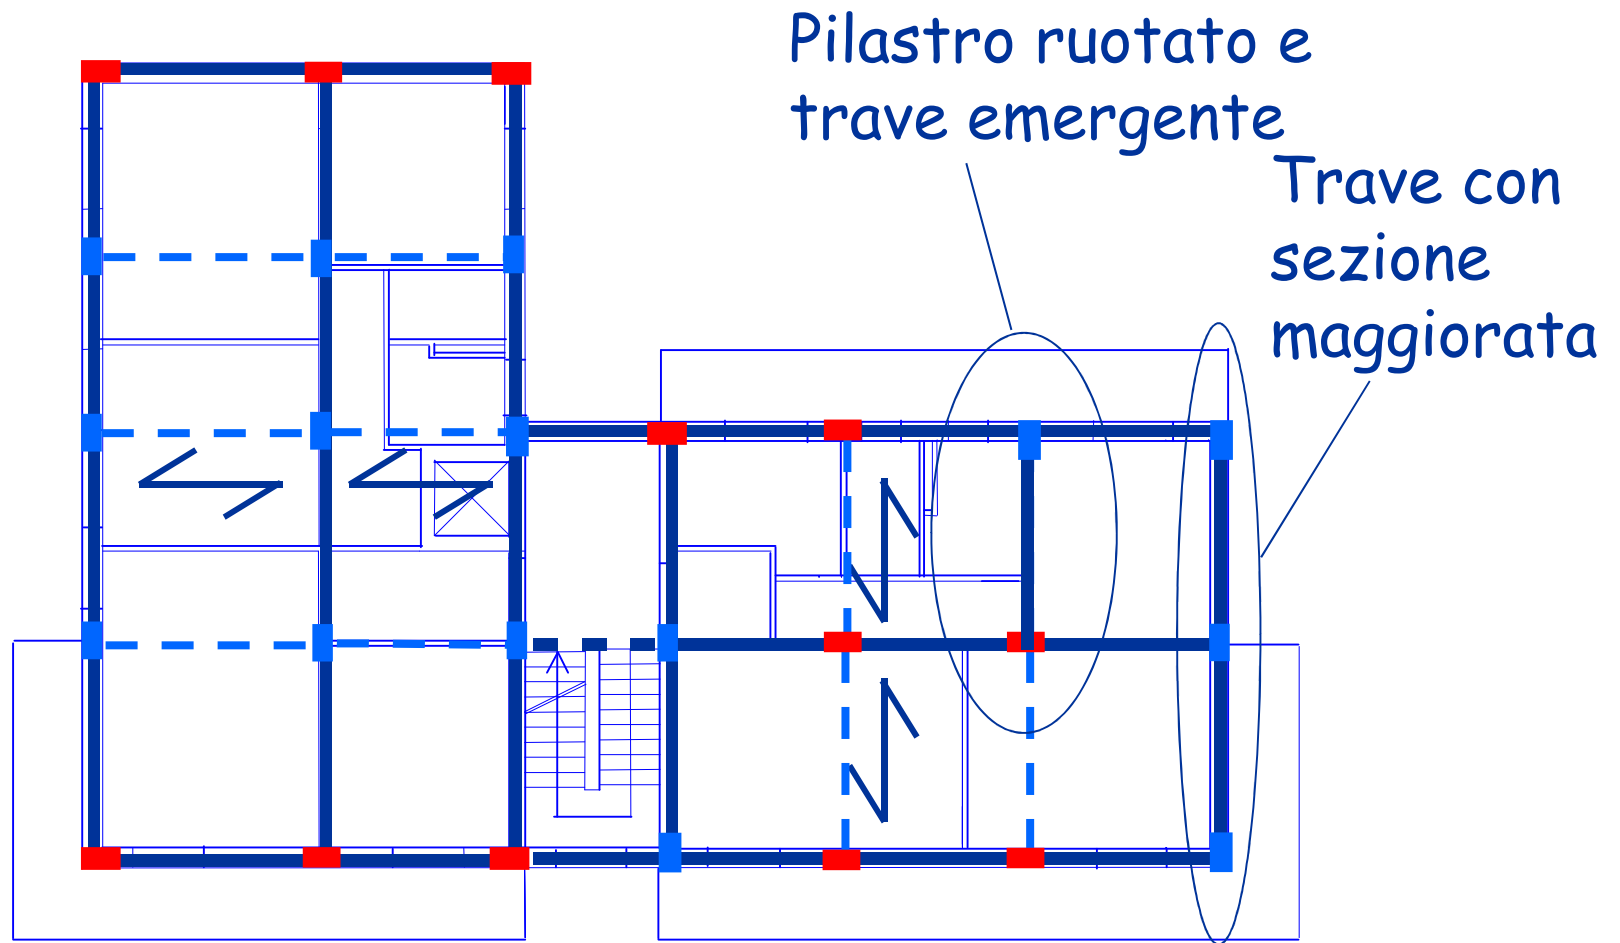 Pilastro ruotato e
trave emergente
Trave con
sezione
maggiorata